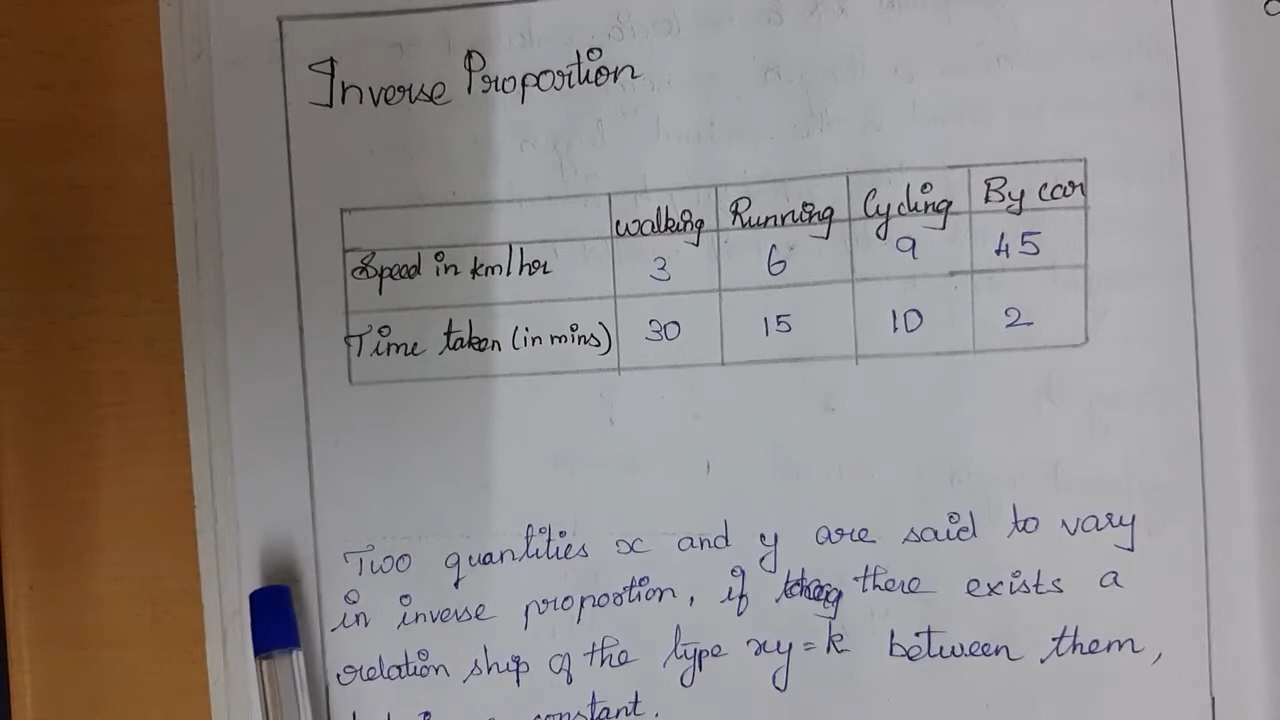 Inverse Proportion
Walking Running Cycling By car
Speed in km/hr 3 6 9 45
Time taken (in mins) 30 15 10 2
Two quantities x and y are said to vary
in inverse proportion, if there exists a
relation ship of the type xy=k between them,
constant.